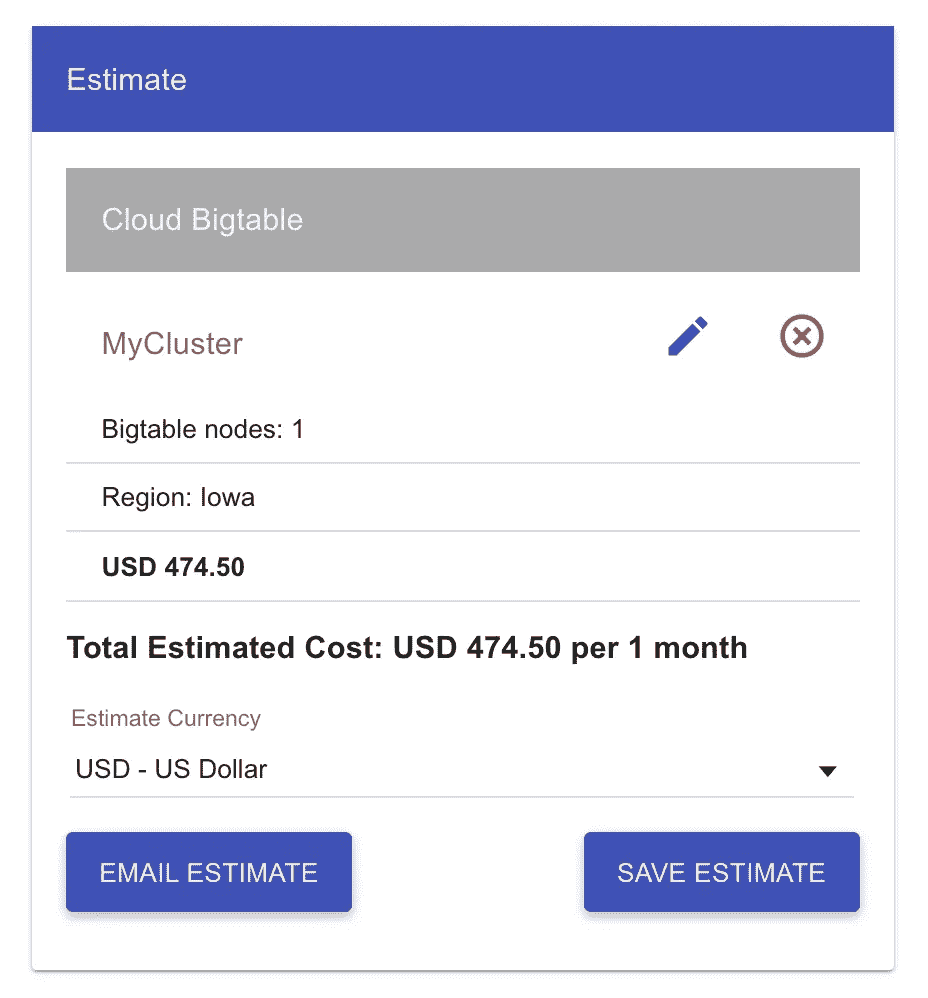 Estimate
Cloud Bigtable
MyCluster
Bigtable nodes: 1
Region: Iowa
USD 474.50
Total Estimated Cost: USD 474.50 per 1 month
Estimate Currency
USD - US Dollar
EMAIL ESTIMATE
SAVE ESTIMATE